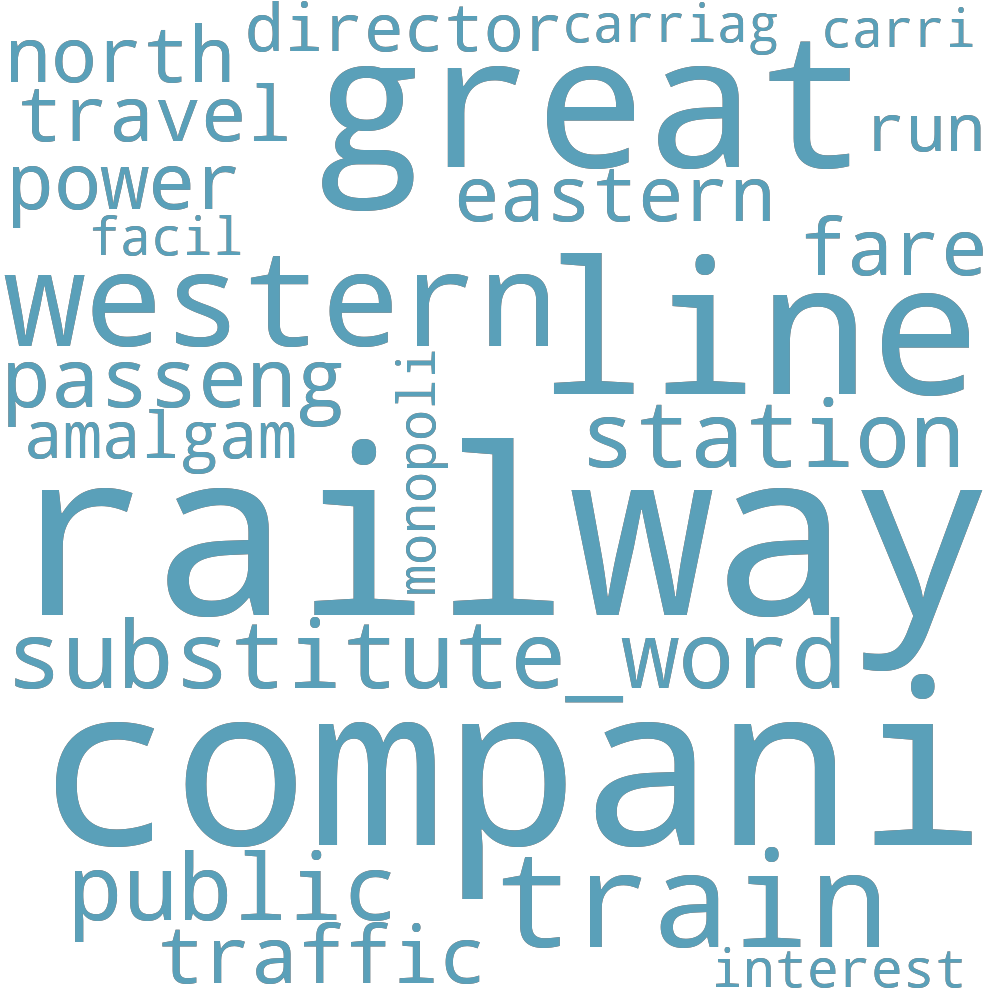 director carriag carri
north
great
travel
run
power
eastern
facil
fare
western line
passeng
monopoli
amalgam
station
railway
substitute_word
compani
public train
traffic
interest